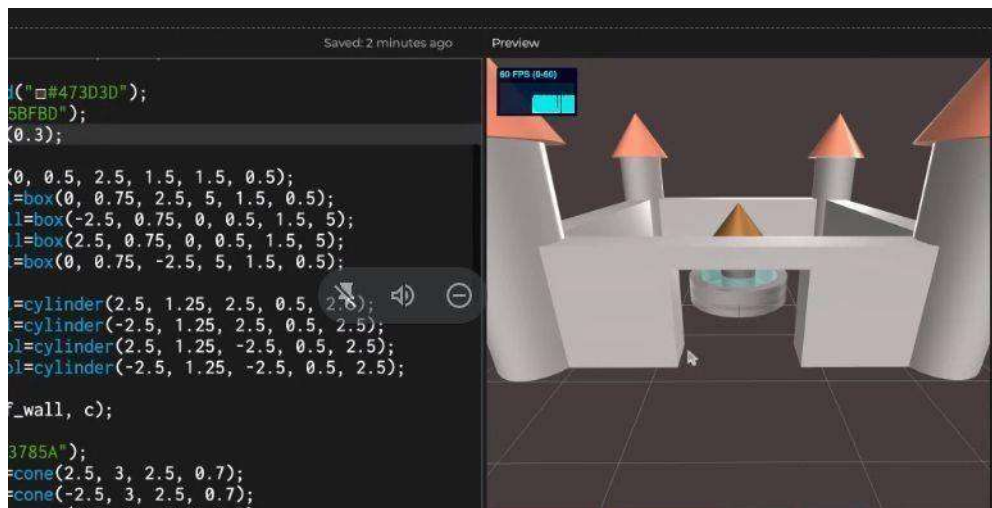 Saved: 2 minutes ago
Preview
60 FPS (0-60)
d("#473D3D");
5BFBD");
(0.3);
(0, 0.5, 2.5, 1.5, 1.5, 0.5);
l=box(0, 0.75, 2.5, 5, 1.5, 0.5);
ll=box(-2.5, 0.75, 0, 0.5, 1.5, 5);
ll=box(2.5, 0.75, 0, 0.5, 1.5, 5);
l=box(0, 0.75, -2.5, 5, 1.5, 0.5);
l=cylinder(2.5, 1.25, 2.5, 0.5, 2.5);
l=cylinder(-2.5, 1.25, 2.5, 0.5, 2.5);
ol=cylinder(2.5, 1.25, -2.5, 0.5, 2.5);
ol=cylinder(-2.5, 1.25, -2.5, 0.5, 2.5);
f_wall, c);
3785A");
=cone(2.5, 3, 2.5, 0.7);
=cone(-2.5, 3, 2.5, 0.7);